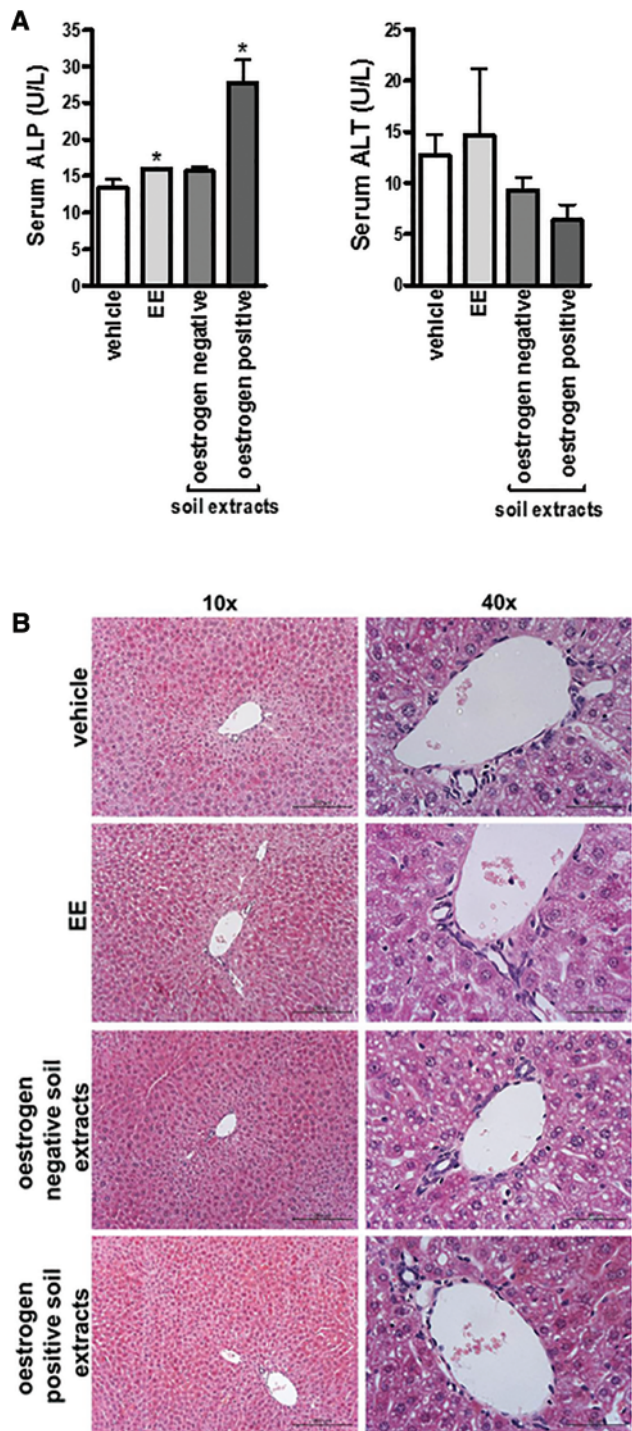 A
Serum ALP (U/L)
35
30
25
20
15
10
5
0
*
*
vehicle
EE
oestrogen negative
oestrogen positive
soil extracts
Serum ALT (U/L)
25
20
15
10
5
0
vehicle
EE
oestrogen negative
oestrogen positive
soil extracts
B
10x
40x
vehicle
EE
oestrogen
negative soil
extracts
oestrogen
positive soil
extracts